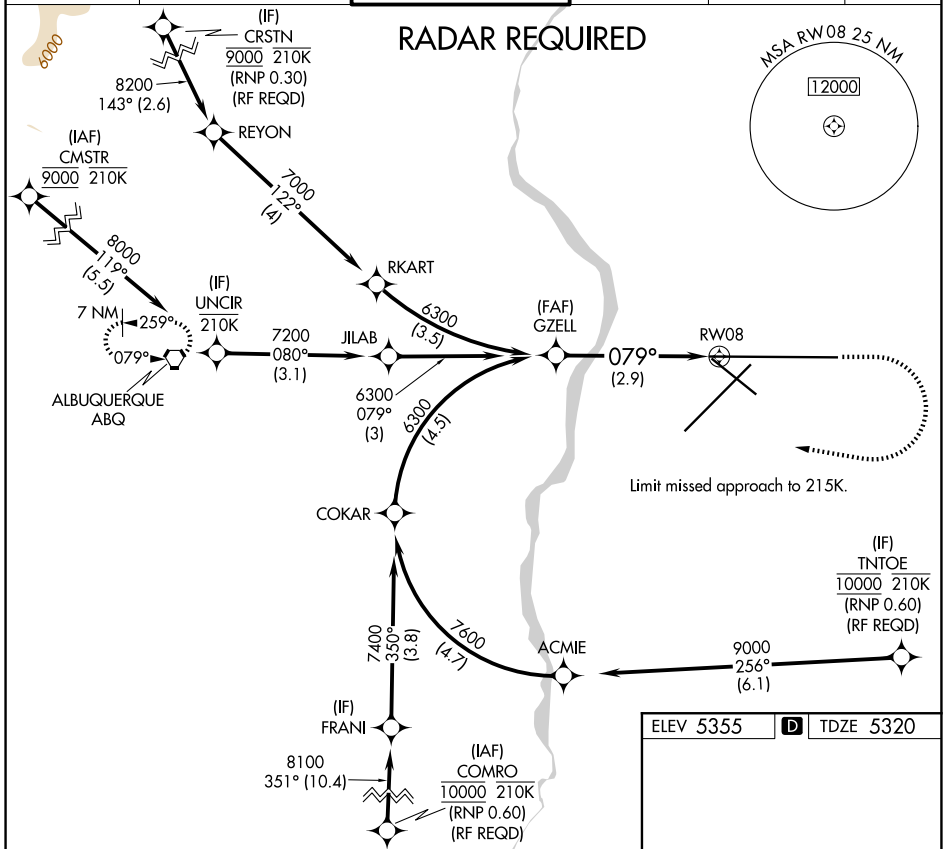 RADAR REQUIRED
6000
(IF)
CRSTN
9000 210K
(RNP 0.30)
(RF REQD)
8200
143° (2.6)
REYON
MSA RW08 25 NM
12000
(IAF)
CMSTR
9000 210K
7000
122°
(4)
8000
119°
(5.5)
RKART
(IF)
UNCIR
210K
7 NM
259°
079°
ALBUQUERQUE
ABQ
7200
080°
(3.1)
JILAB
6300
(3.5)
(FAF)
GZELL
6300
079°
(3)
079°
(2.9)
RW08
6300
(4.5)
Limit missed approach to 215K.
COKAR
(IF)
TNTOE
10000 210K
(RNP 0.60)
(RF REQD)
7400
350°
(3.8)
7600
(4.7)
ACMIE
9000
256°
(6.1)
(IF)
FRANI
8100
351° (10.4)
(IAF)
COMRO
10000 210K
(RNP 0.60)
(RF REQD)
ELEV 5355 D TDZE 5320